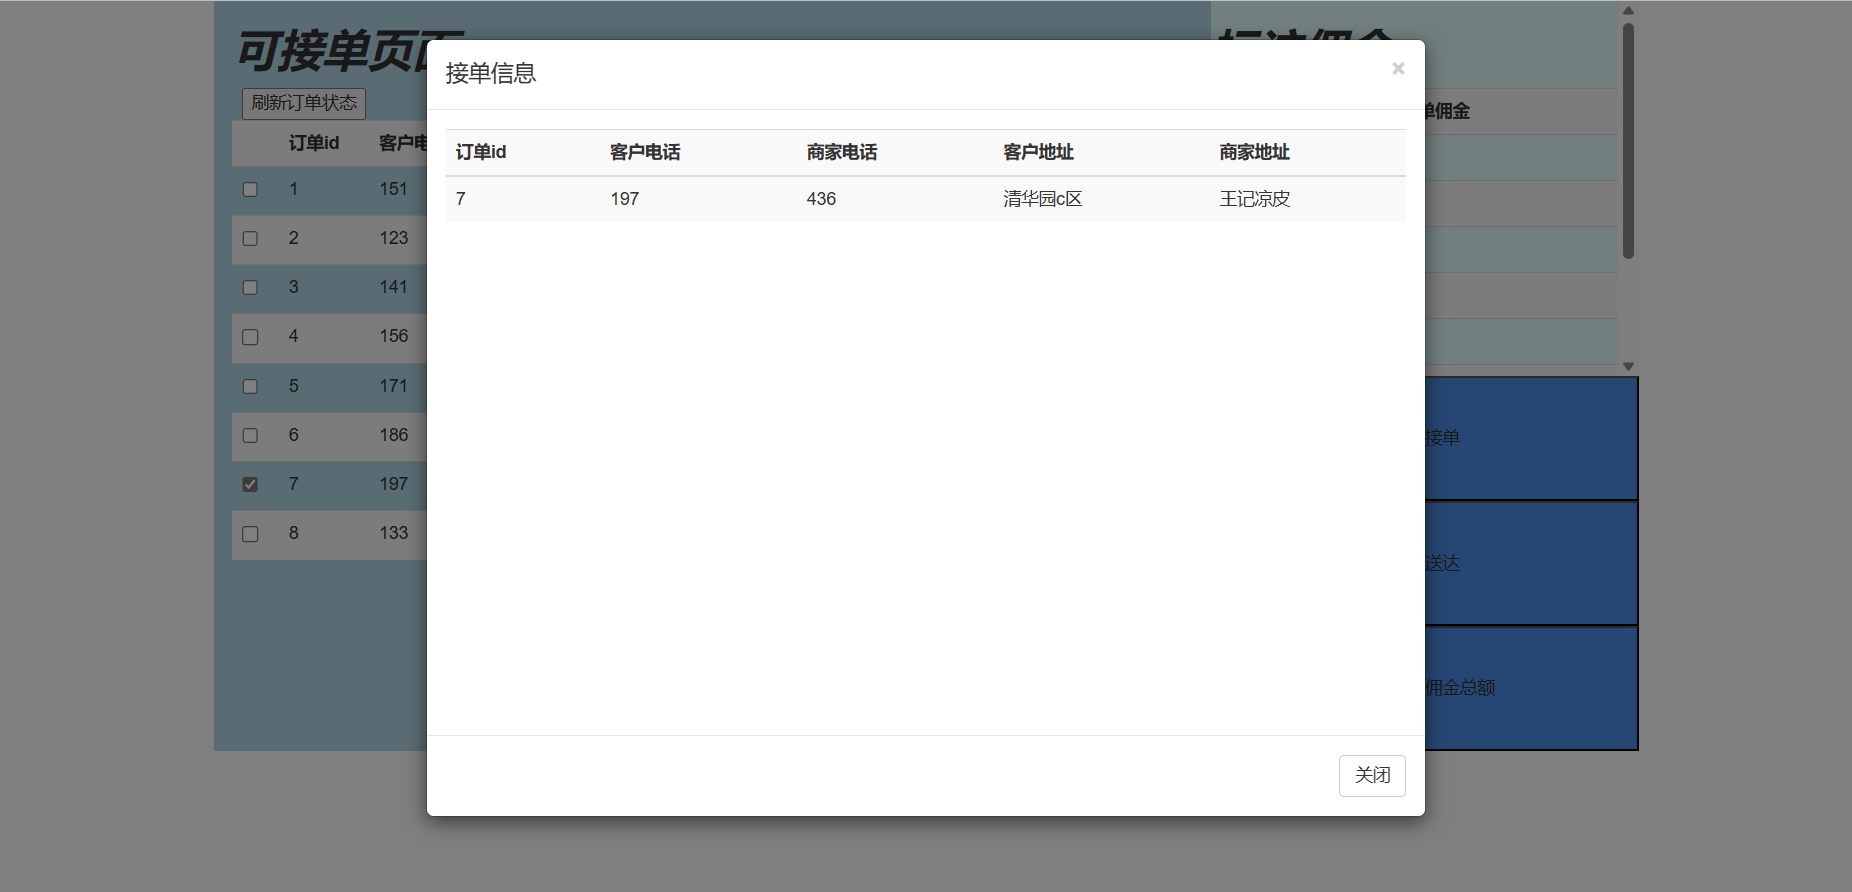 可接单页面
刷新订单状态
订单id 客户电
1 151
2 123
3 141
4 156
5 171
6 186
7 197
8 133
接单信息
×
订单id 客户电话 商家电话 客户地址 商家地址
7 197 436 清华园c区 王记凉皮
关闭
佣金
接单
送达
佣金总额